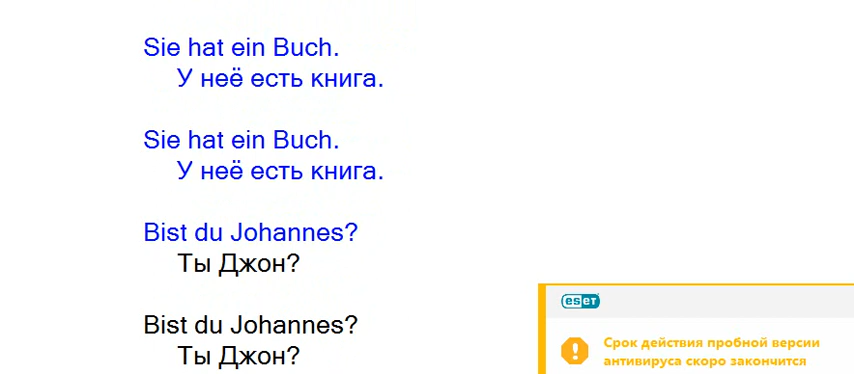 Sie hat ein Buch.
У неё есть книга.
Sie hat ein Buch.
У неё есть книга.
Bist du Johannes?
Ты Джон?
Bist du Johannes?
Ты Джон?
eset
Срок действия пробной версии
антивируса скоро закончится